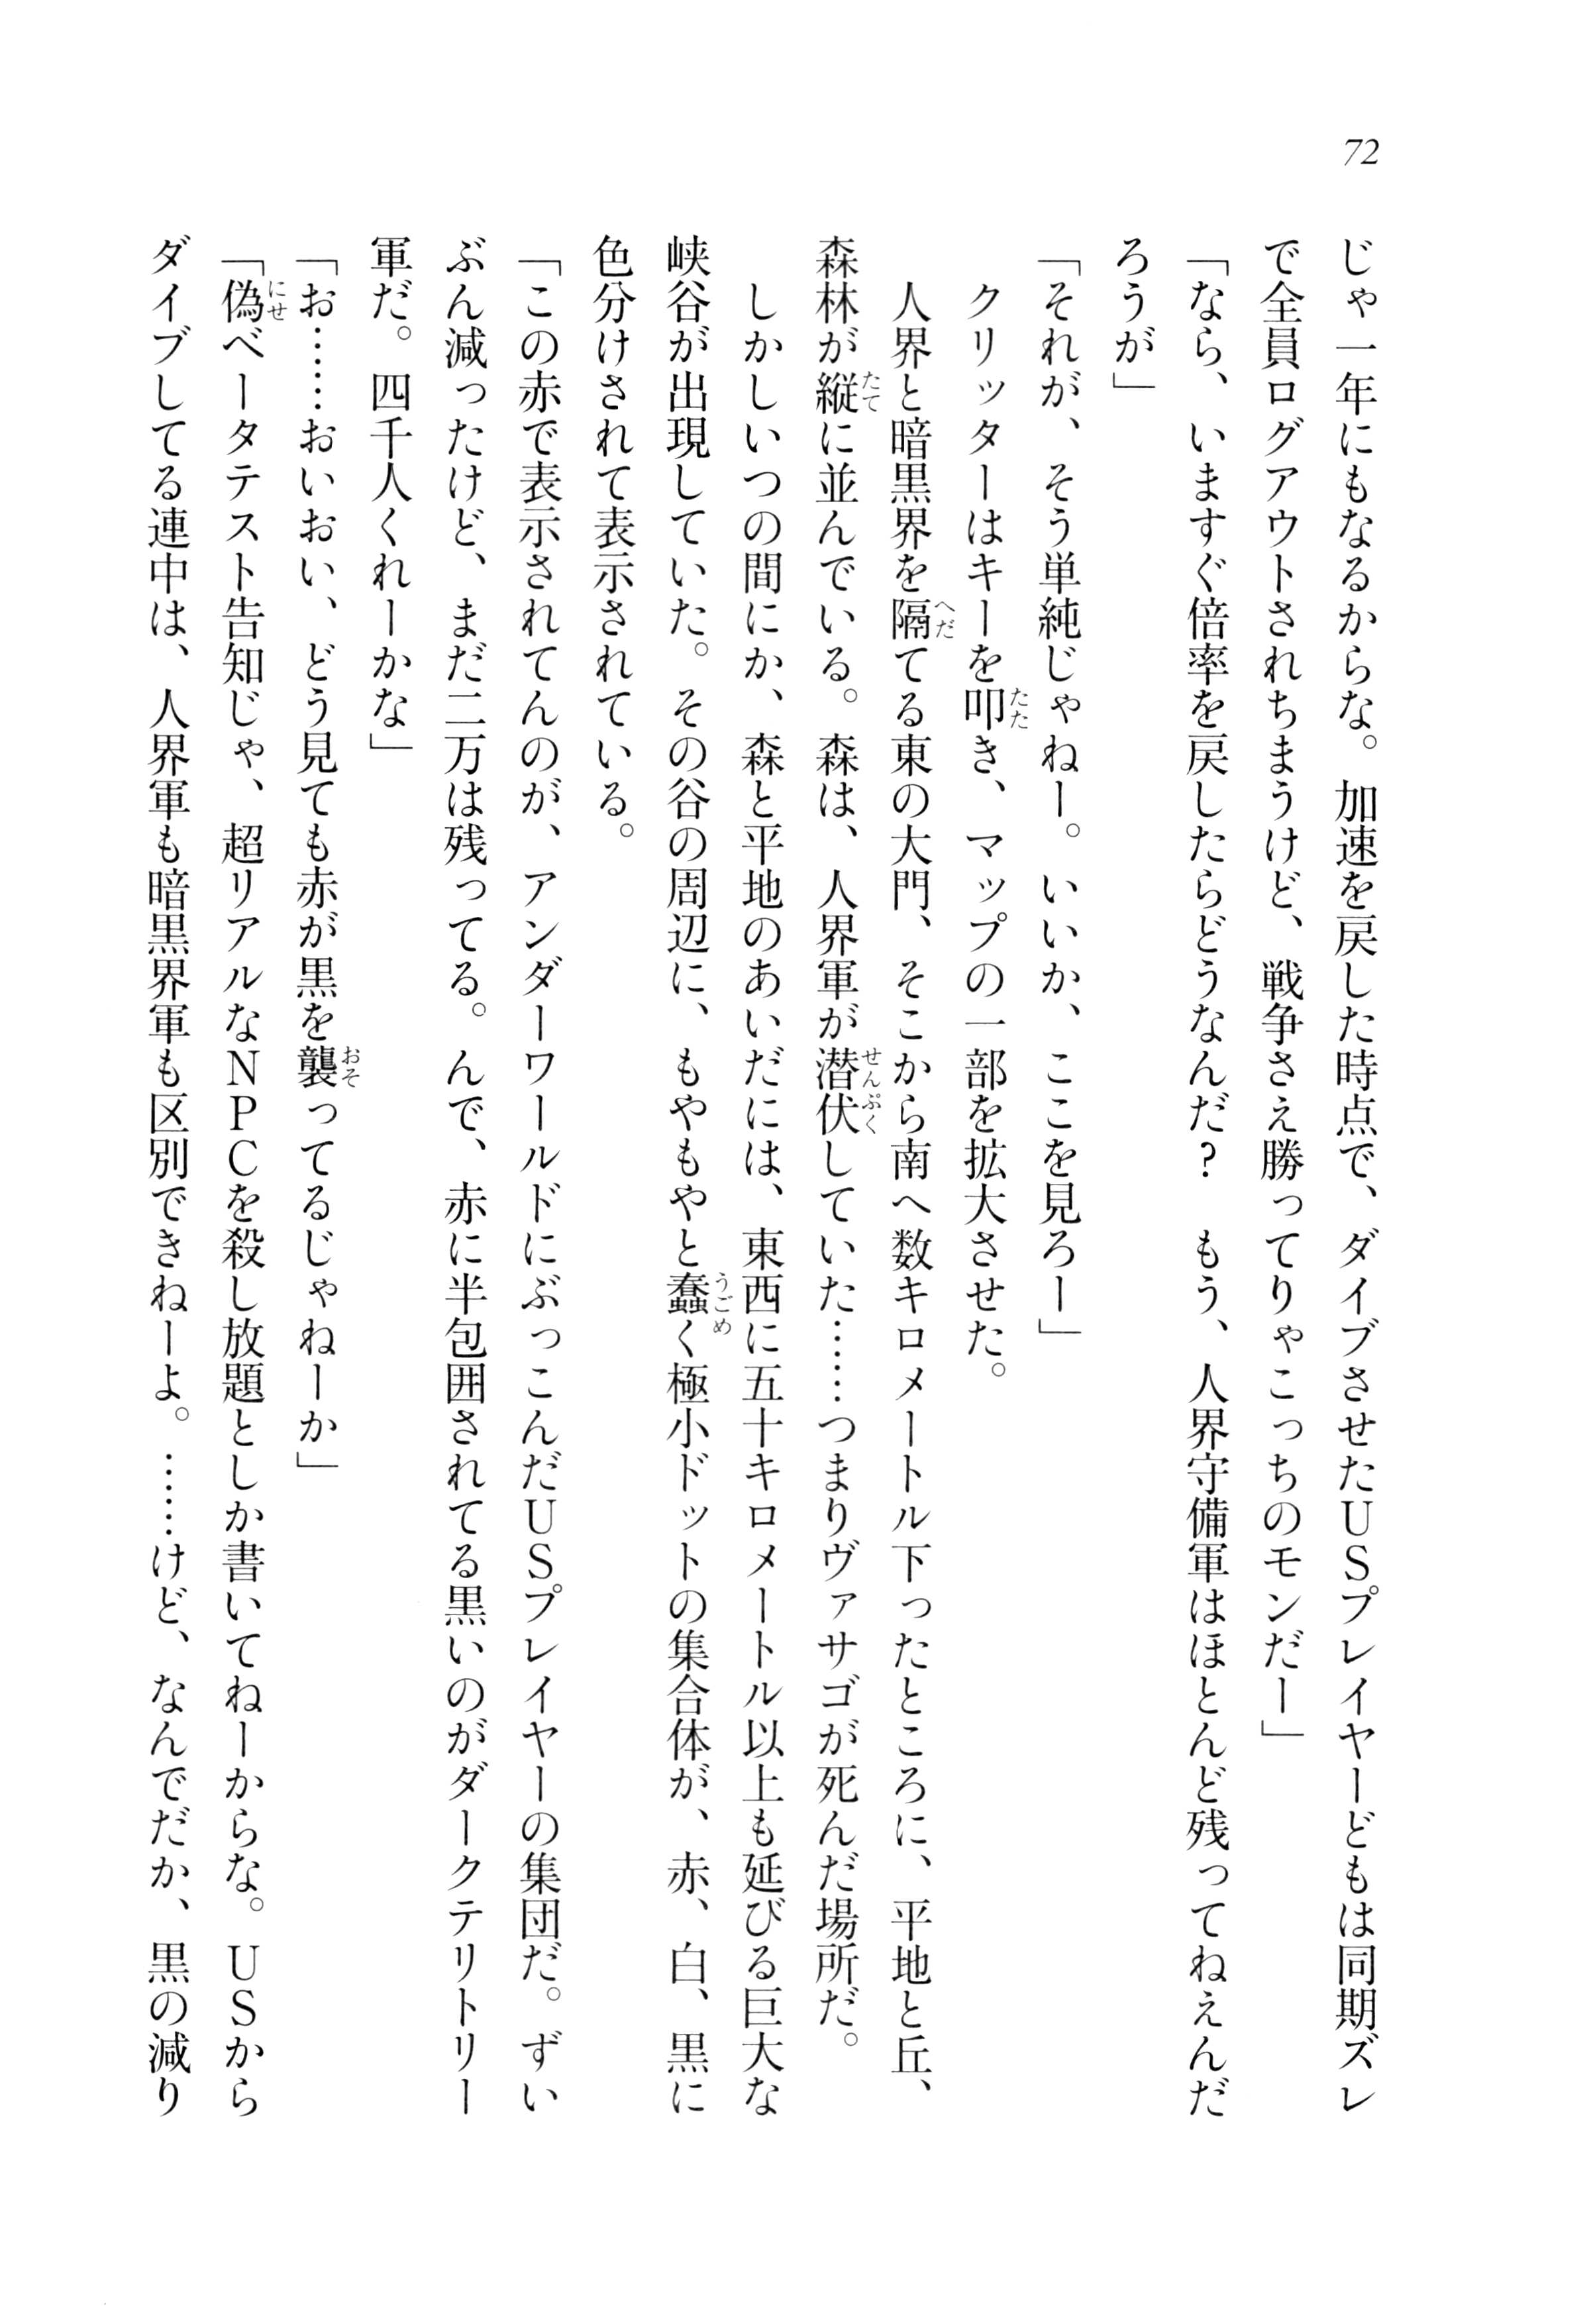 72
じゃ一年にもなるからな。加速を戻した時点で、ダイブさせたＵＳプレイヤーどもは同期ズレ
で全員ログアウトされちまうけど、戦争さえ勝ってりゃこっちのモンだー」
「なら、いますぐ倍率を戻したらどうなんだ？　もう、人界守備軍はほとんど残ってねえんだ
ろうが」
「それが、そう単純じゃねー。いいか、ここを見ろー」
　クリッターはキーを叩き、マップの一部を拡大させた。
　人界と暗黒界を隔てる東の大門、そこから南へ数キロメートル下ったところに、平地と丘、
森林が縦に並んでいる。森は、人界軍が潜伏していた……つまりヴァサゴが死んだ場所だ。
　しかしいつの間にか、森と平地のあいだには、東西に五十キロメートル以上も延びる巨大な
峡谷が出現していた。その谷の周辺に、もやもやと蠢く極小ドットの集合体が、赤、白、黒に
色分けされて表示されている。
「この赤で表示されてんのが、アンダーワールドにぶっこんだＵＳプレイヤーの集団だ。ずい
ぶん減ったけど、まだ二万は残ってる。んで、赤に半包囲されてる黒いのがダークテリトリー
軍だ。四千人くれーかな」
「お……おいおい、どう見ても赤が黒を襲ってるじゃねーか」
「偽ベータテスト告知じゃ、超リアルなＮＰＣを殺し放題としか書いてねーからな。ＵＳから
ダイブしてる連中は、人界軍も暗黒界軍も区別できねーよ。……けど、なんでだか、黒の減り